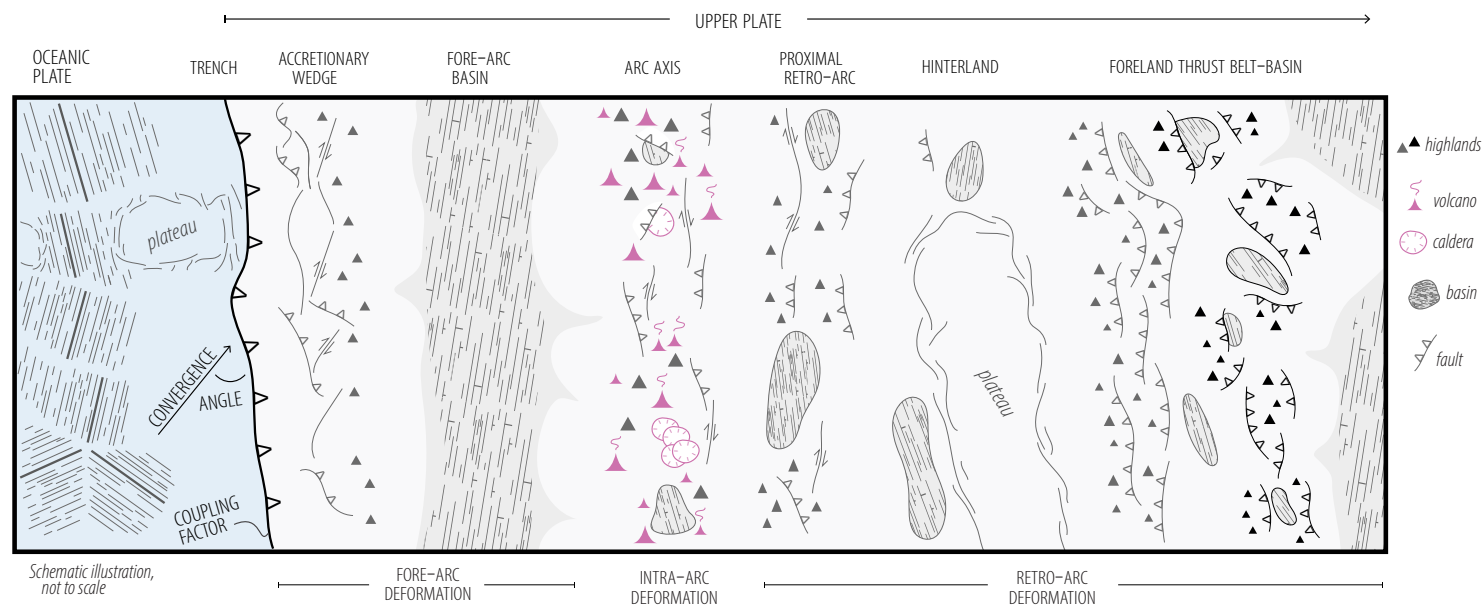 UPPER PLATE
OCEANIC
PLATE
TRENCH
ACCRETIONARY
WEDGE
FORE-ARC
BASIN
ARC AXIS
PROXIMAL
RETRO-ARC
HINTERLAND
FORELAND THRUST BELT-BASIN
plateau
CONVERGENCE
ANGLE
COUPLING
FACTOR
plateau
highlands
volcano
caldera
basin
fault
Schematic illustration,
not to scale
FORE-ARC
DEFORMATION
INTRA-ARC
DEFORMATION
RETRO-ARC
DEFORMATION